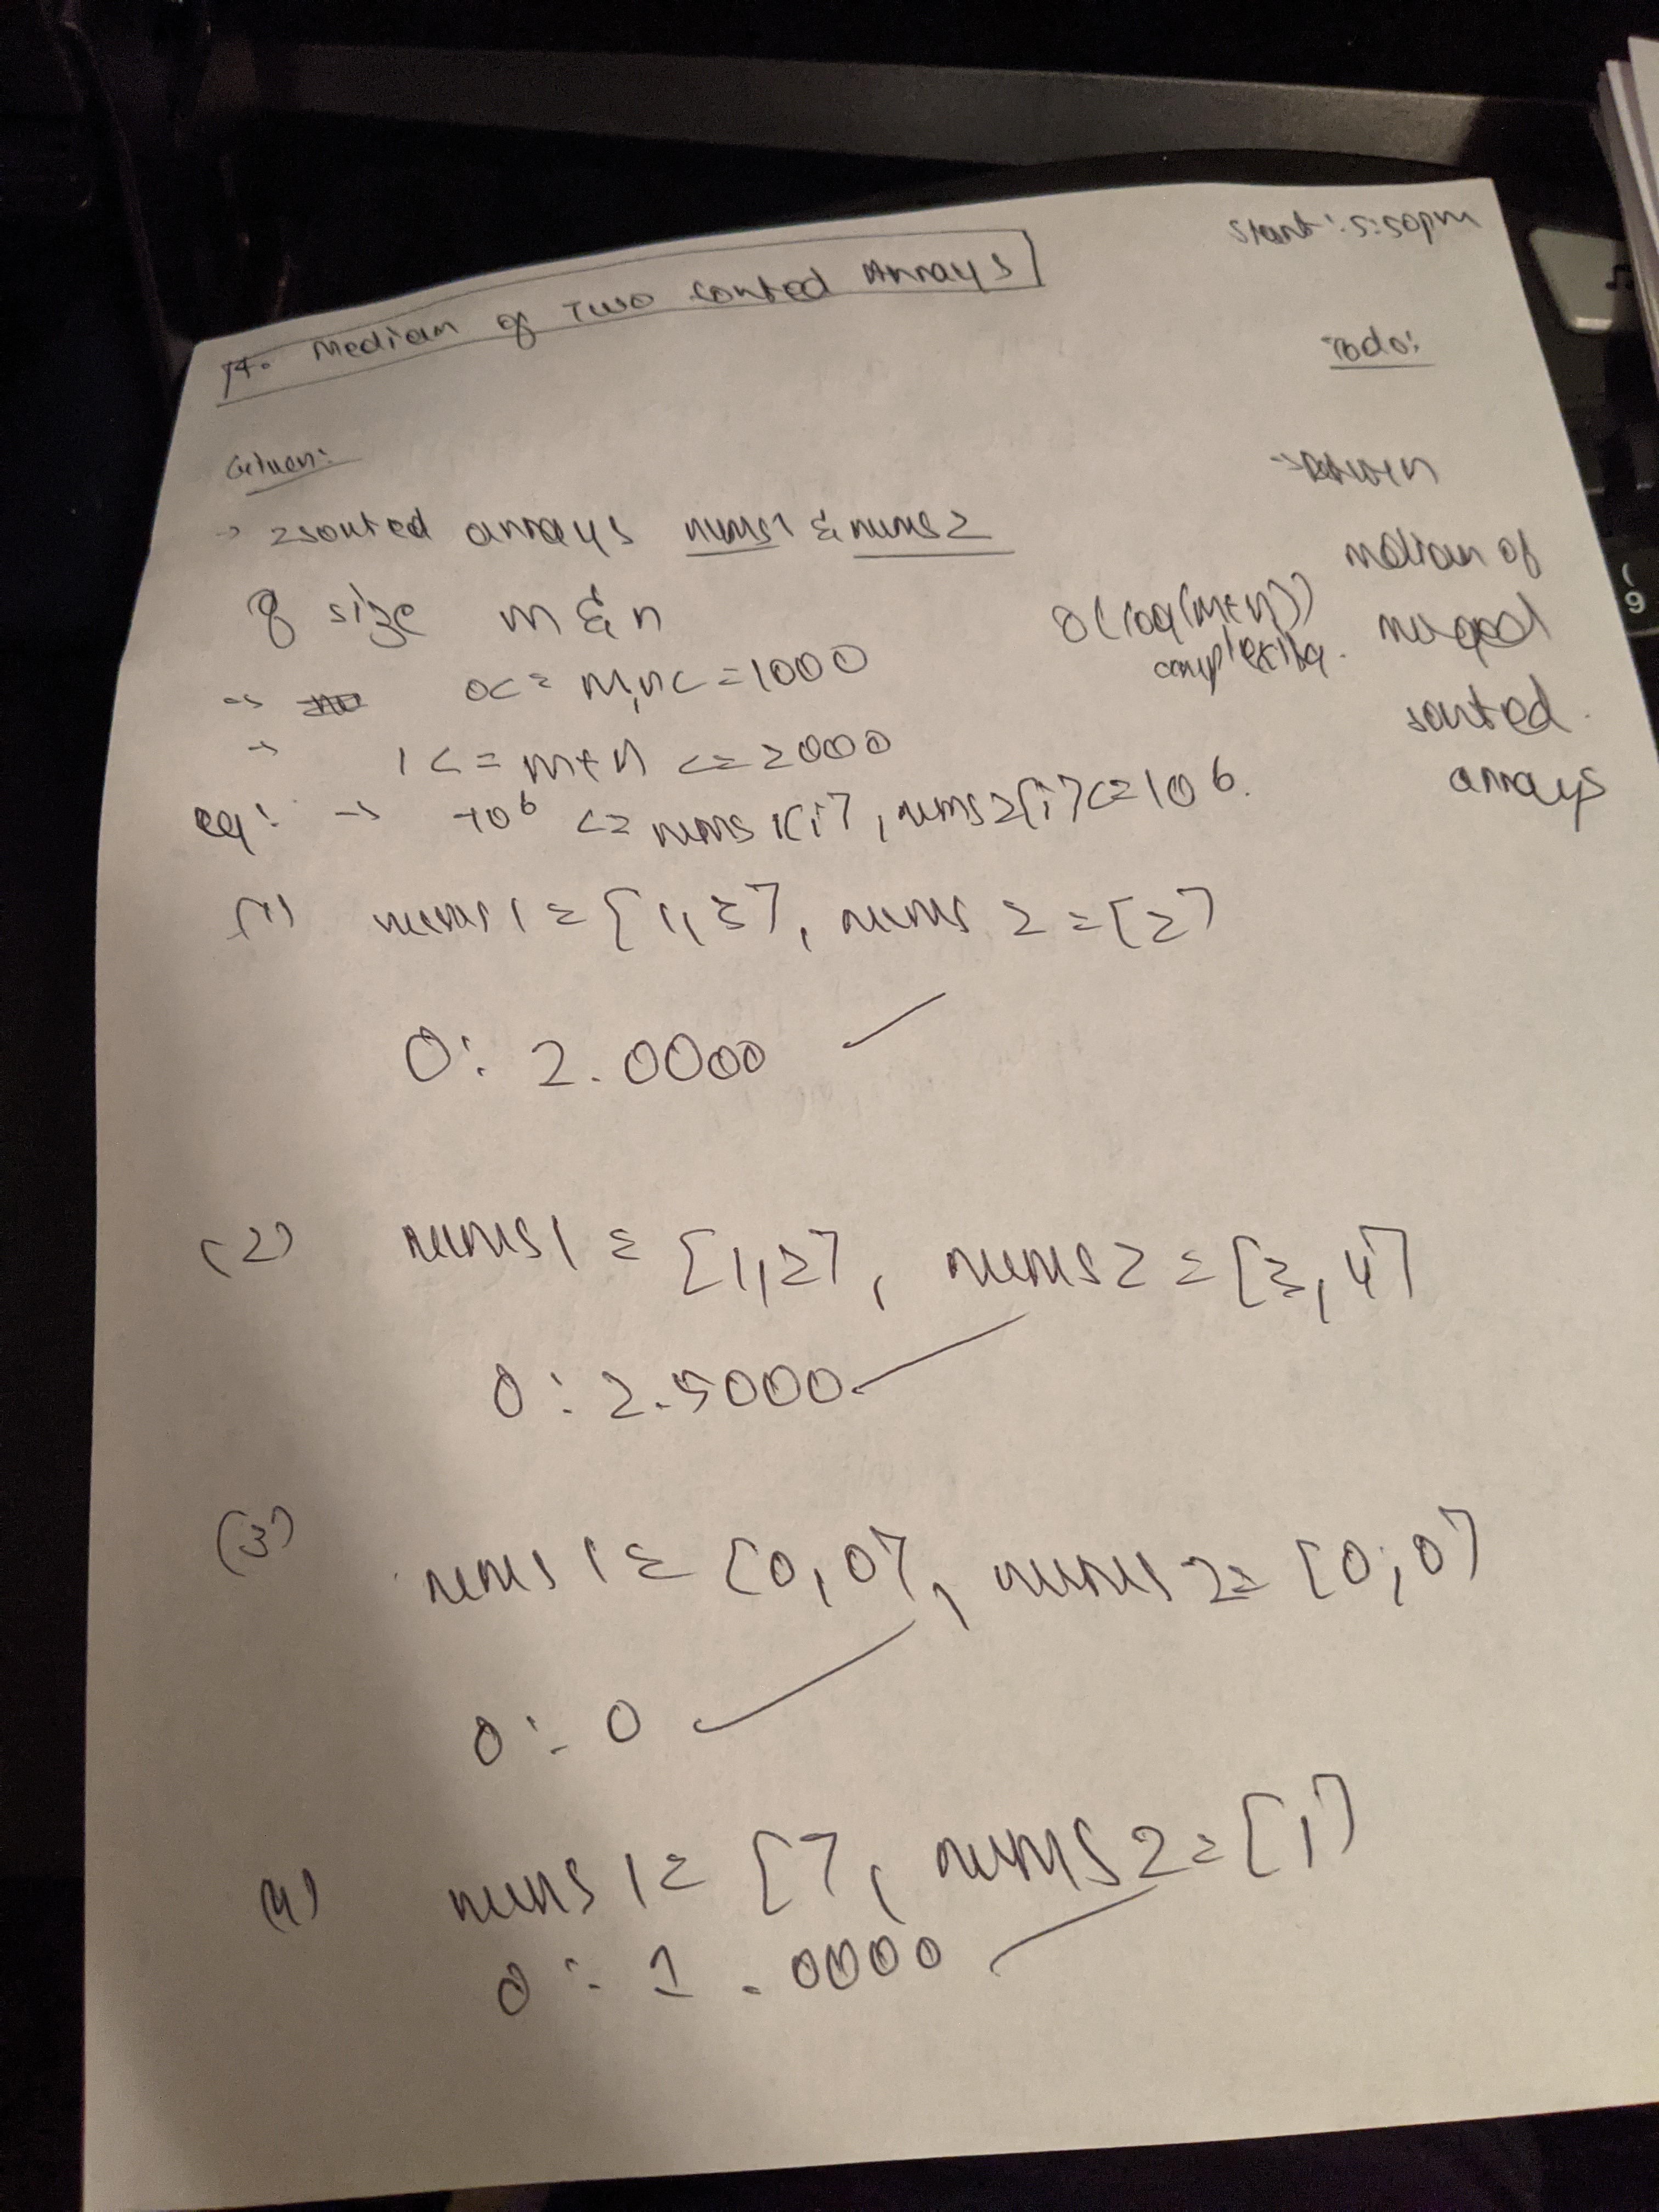 Start: 5:50pm
14. Median of Two Sorted Arrays
Todo:
Given:
→ 2 sorted arrays nums1 & nums2
of size m & n
→ 0<= m,n <=1000
→ 1 <= m+n <= 2000
→ -10^6 <= nums1[i], nums2[i] <= 10^6.
→ Return
median of
merged
sorted
arrays
O(log(m+n))
complexity.
eg:
(1) nums1 = [1,3], nums2 = [2]
O: 2.0000
(2) nums1 = [1,2], nums2 = [3,4]
O: 2.5000
(3) nums1 = [0,0], nums2 = [0,0]
O: 0
(4) nums1 = [], nums2 = [1]
O: 1.0000
9